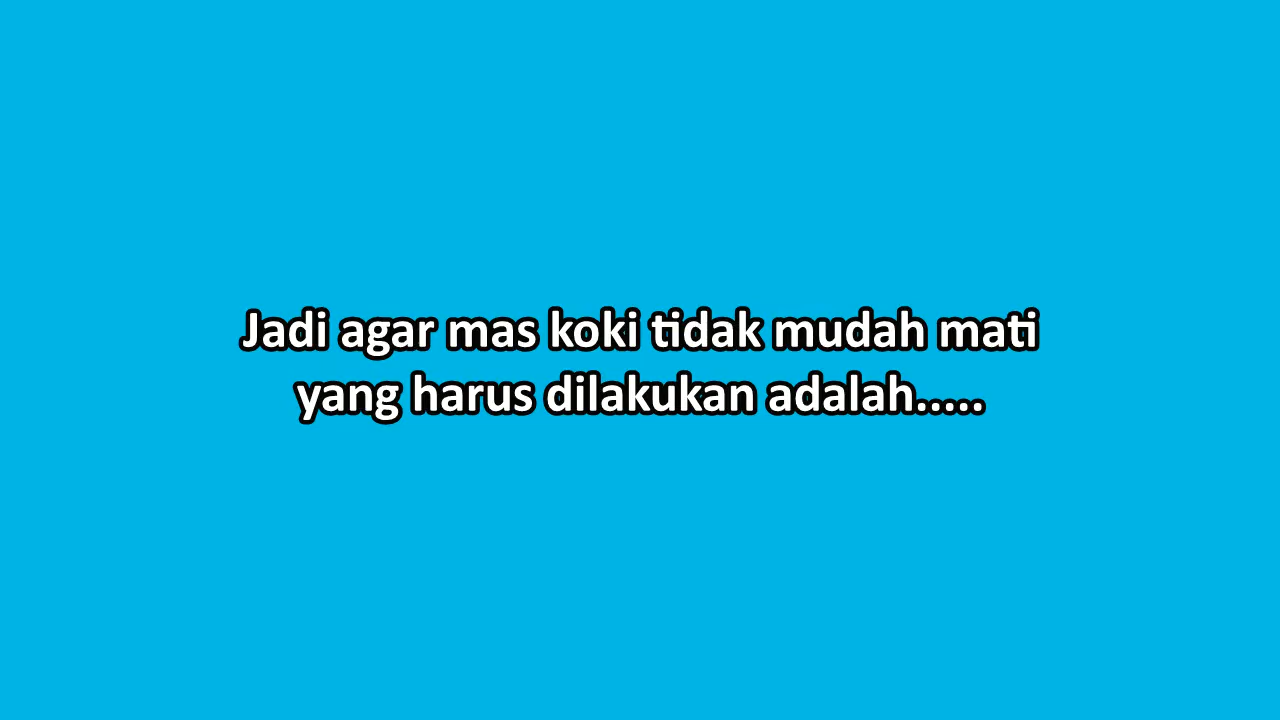 Jadi agar mas koki tidak mudah mati
yang harus dilakukan adalah.....